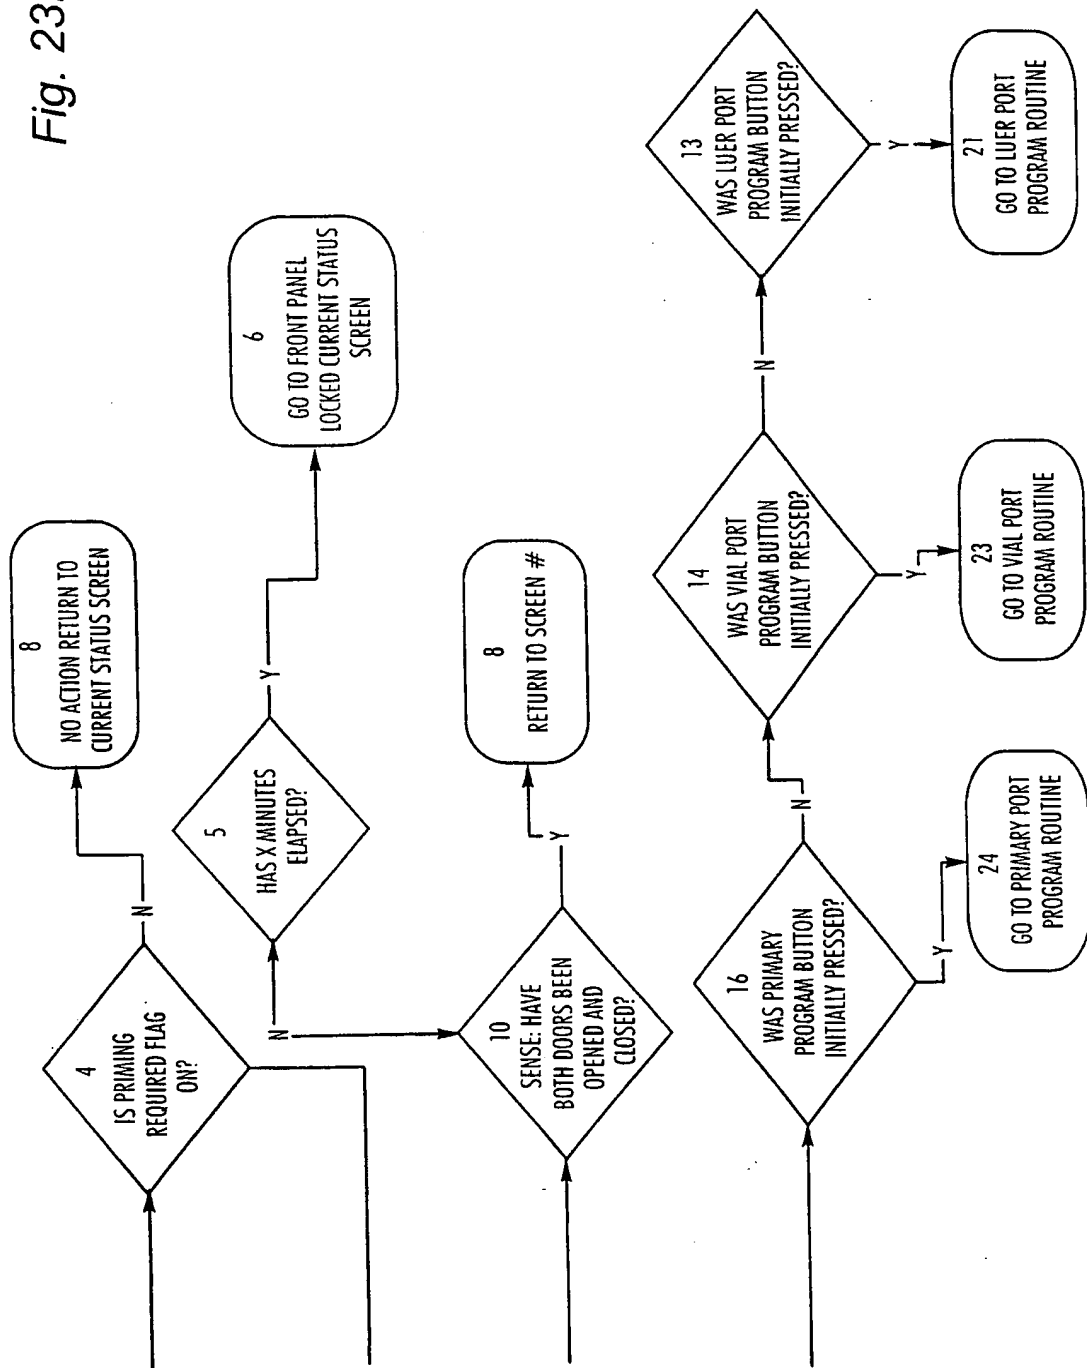 Fig. 23
8
NO ACTION RETURN TO
CURRENT STATUS SCREEN
N
4
IS PRIMING
REQUIRED FLAG
ON?
6
GO TO FRONT PANEL
LOCKED CURRENT STATUS
SCREEN
Y
5
HAS X MINUTES
ELAPSED?
N
8
RETURN TO SCREEN #
Y
10
SENSE: HAVE
BOTH DOORS BEEN
OPENED AND
CLOSED?
16
WAS PRIMARY
PROGRAM BUTTON
INITIALLY PRESSED?
N
Y
24
GO TO PRIMARY PORT
PROGRAM ROUTINE
14
WAS VIAL PORT
PROGRAM BUTTON
INITIALLY PRESSED?
N
Y
23
GO TO VIAL PORT
PROGRAM ROUTINE
13
WAS LUER PORT
PROGRAM BUTTON
INITIALLY PRESSED?
Y
21
GO TO LUER PORT
PROGRAM ROUTINE